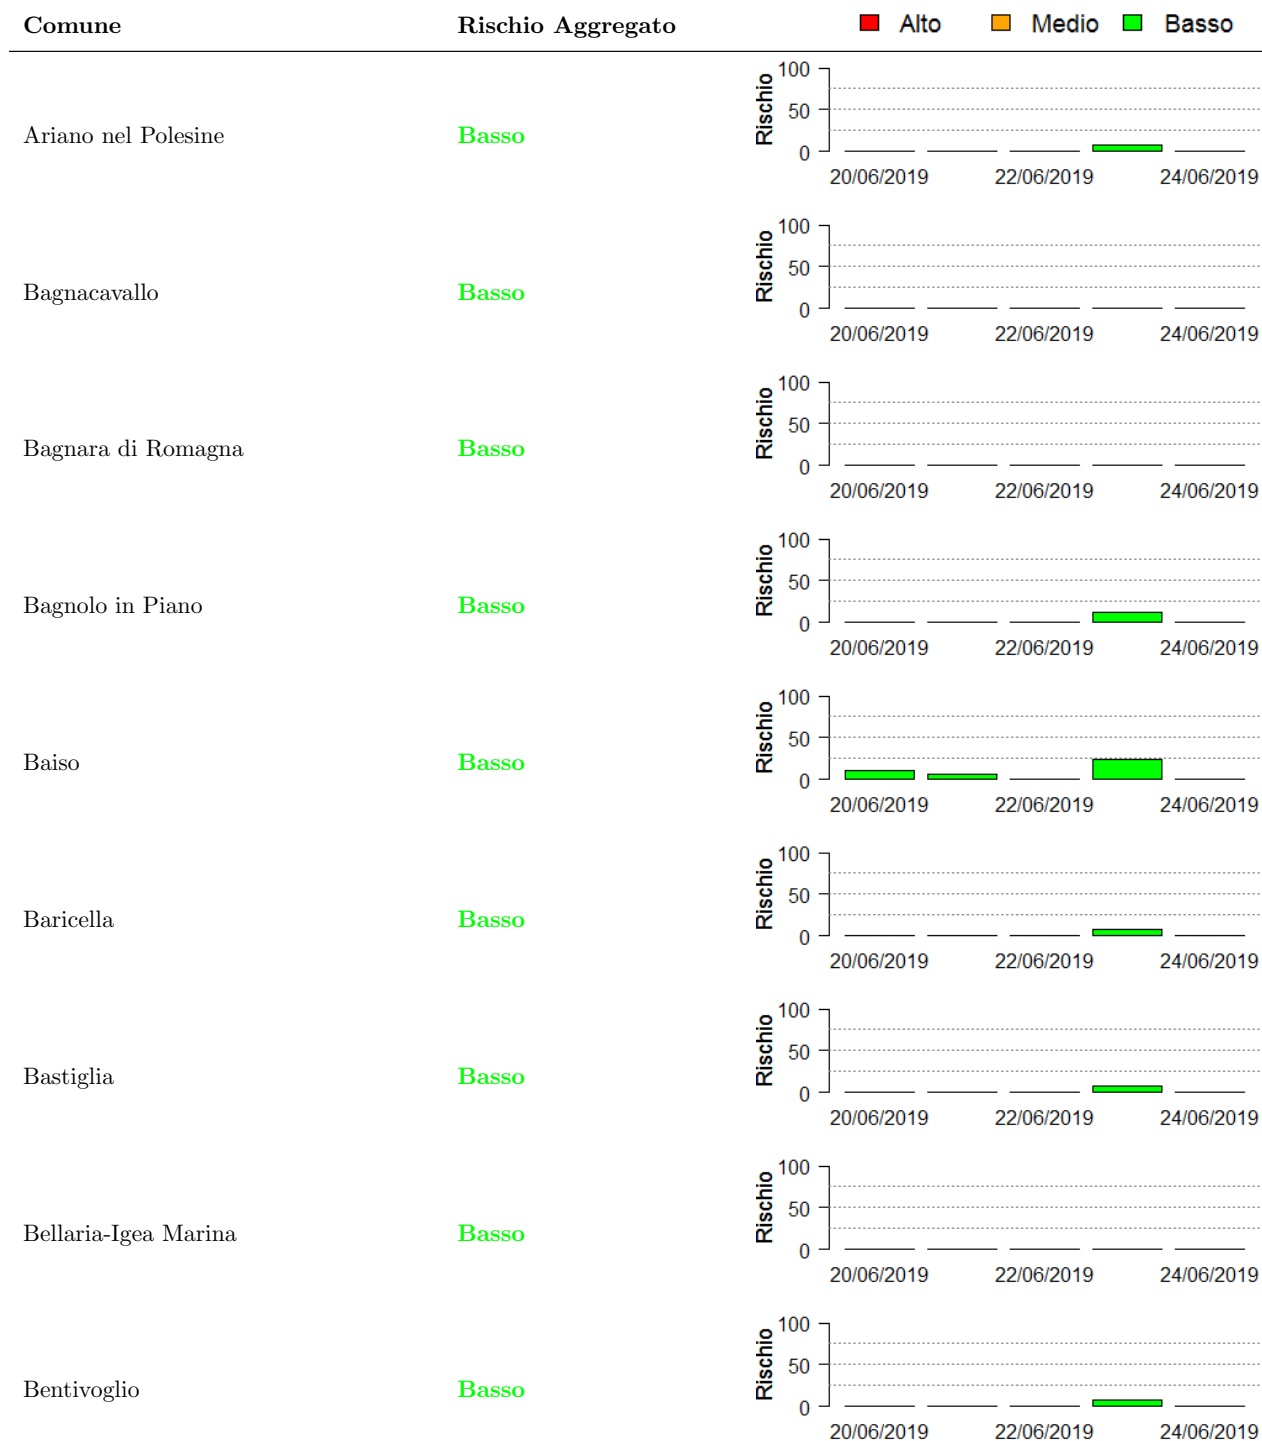 Comune Rischio Aggregato Alto Medio Basso
100
50
0
Rischio
Ariano nel Polesine Basso
20/06/2019 22/06/2019 24/06/2019
100
50
0
Rischio
Bagnacavallo Basso
20/06/2019 22/06/2019 24/06/2019
100
50
0
Rischio
Bagnara di Romagna Basso
20/06/2019 22/06/2019 24/06/2019
100
50
0
Rischio
Bagnolo in Piano Basso
20/06/2019 22/06/2019 24/06/2019
100
50
0
Rischio
Baiso Basso
20/06/2019 22/06/2019 24/06/2019
100
50
0
Rischio
Baricella Basso
20/06/2019 22/06/2019 24/06/2019
100
50
0
Rischio
Bastiglia Basso
20/06/2019 22/06/2019 24/06/2019
100
50
0
Rischio
Bellaria-Igea Marina Basso
20/06/2019 22/06/2019 24/06/2019
100
50
0
Rischio
Bentivoglio Basso
20/06/2019 22/06/2019 24/06/2019